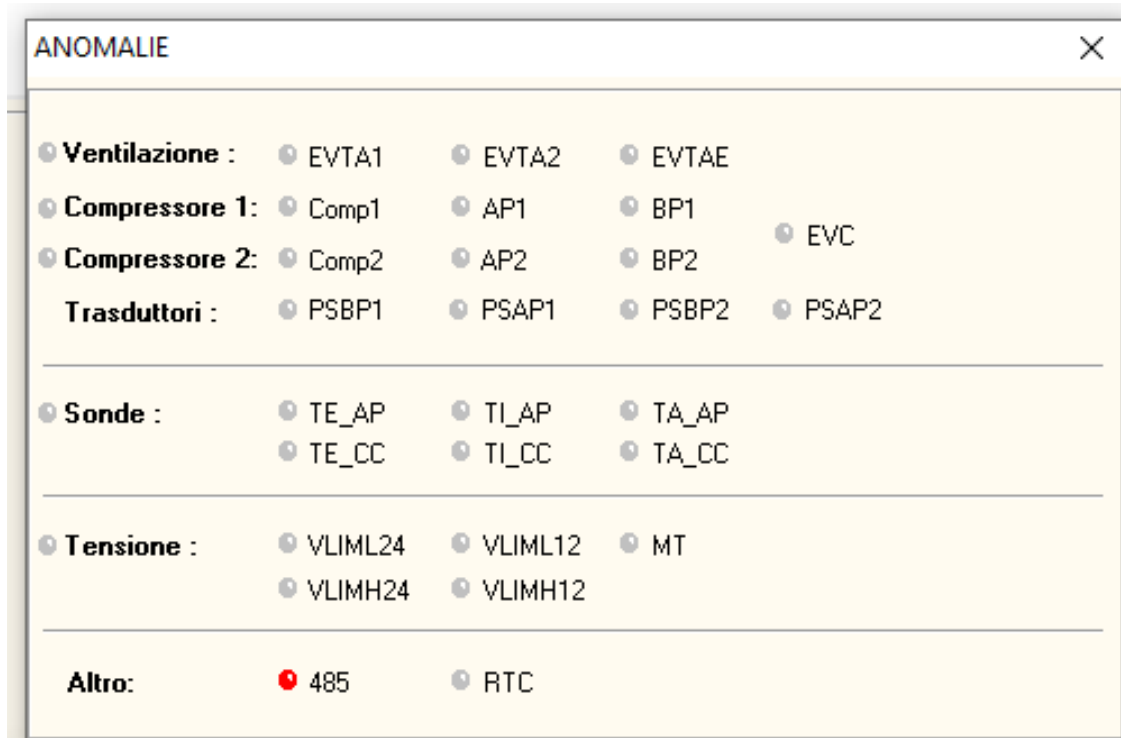 ANOMALIE
Ventilazione : EVTA1 EVTA2 EVTAE
Compressore 1: Comp1 AP1 BP1
EVC
Compressore 2: Comp2 AP2 BP2
Trasduttori : PSBP1 PSAP1 PSBP2 PSAP2
Sonde : TE_AP TI_AP TA_AP
TE_CC TI_CC TA_CC
Tensione : VLIML24 VLIML12 MT
VLIMH24 VLIMH12
Altro: 485 RTC